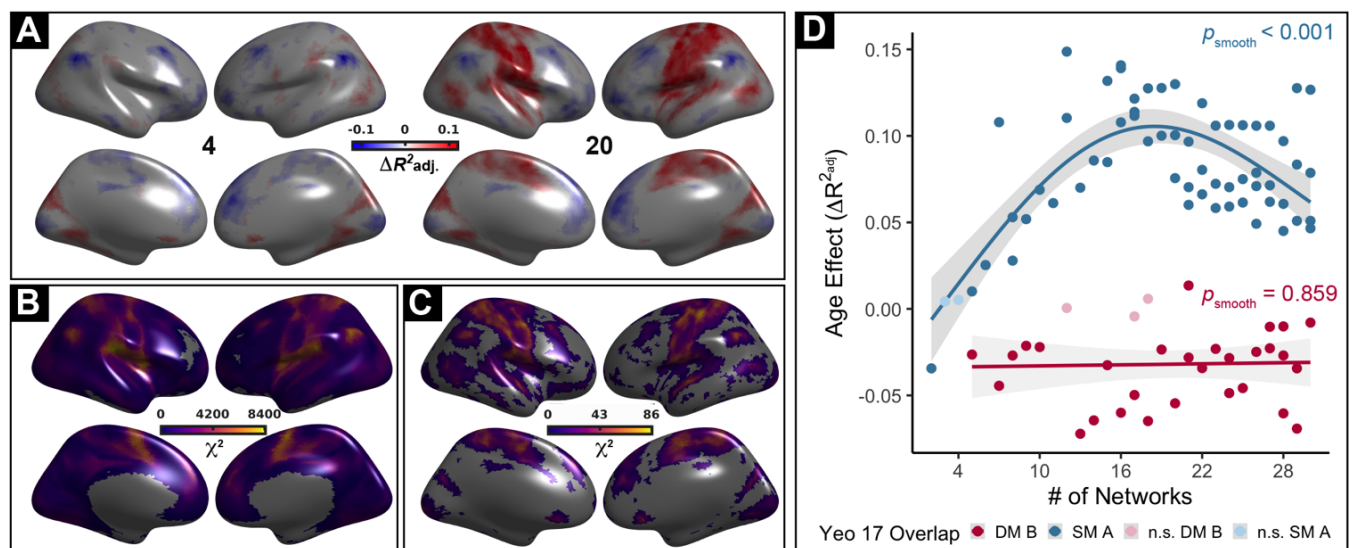 A
4
-0.1 0 0.1
ΔR²adj.
20
B
0 4200 8400
χ²
C
0 43 86
χ²
D
p smooth < 0.001
p smooth = 0.859
0.15
0.10
0.05
0.00
-0.05
Age Effect (ΔR²adj)
4 10 16 22 28
# of Networks
Yeo 17 Overlap DM B SM A n.s. DM B n.s. SM A